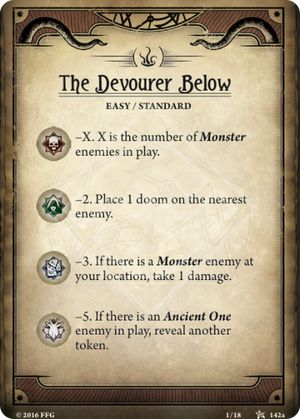 The Devourer Below
EASY / STANDARD
–X. X is the number of Monster
enemies in play.
–2. Place 1 doom on the nearest
enemy.
–3. If there is a Monster enemy at
your location, take 1 damage.
–5. If there is an Ancient One
enemy in play, reveal another
token.
© 2016 FFG 1/18 142a